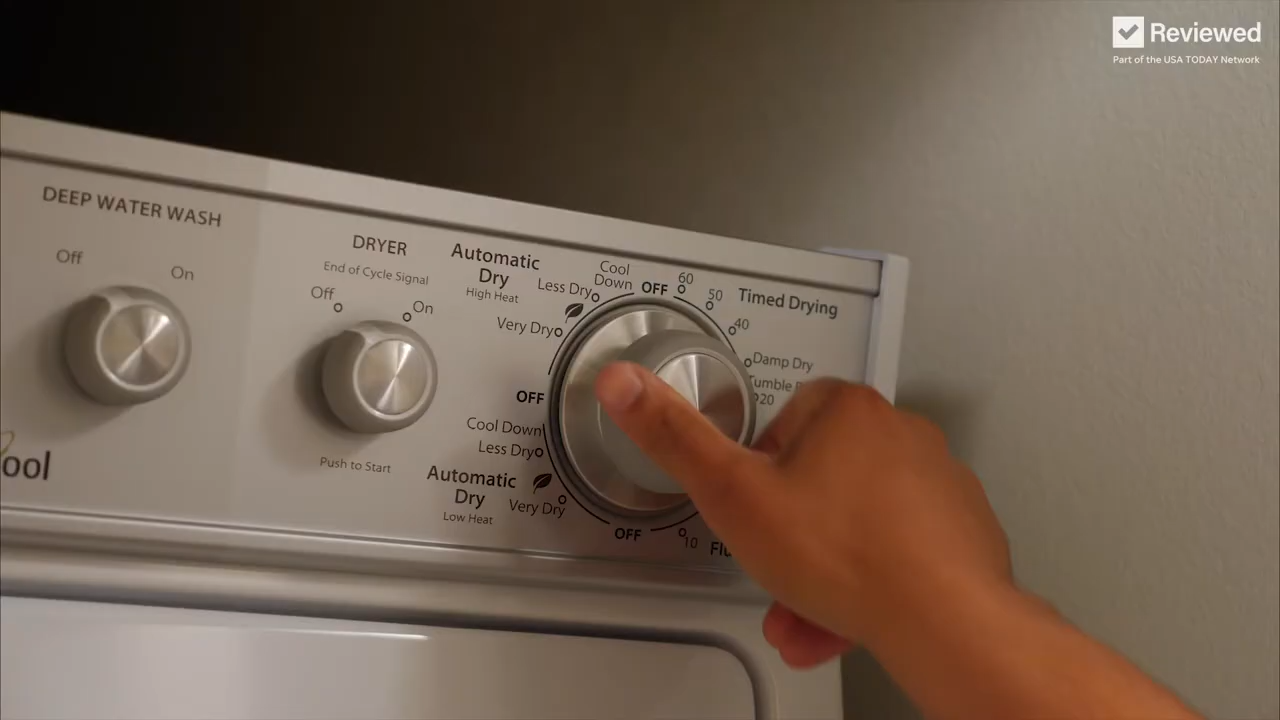 Reviewed
Part of the USA TODAY Network
DEEP WATER WASH
Off
On
DRYER
End of Cycle Signal
Off
On
Push to Start
Automatic
Dry
High Heat
Less Dry
Very Dry
Cool
Down
OFF
60
50
40
Timed Drying
Damp Dry
Tumble
20
OFF
Cool Down
Less Dry
Automatic
Dry
Low Heat
Very Dry
OFF
10
ool